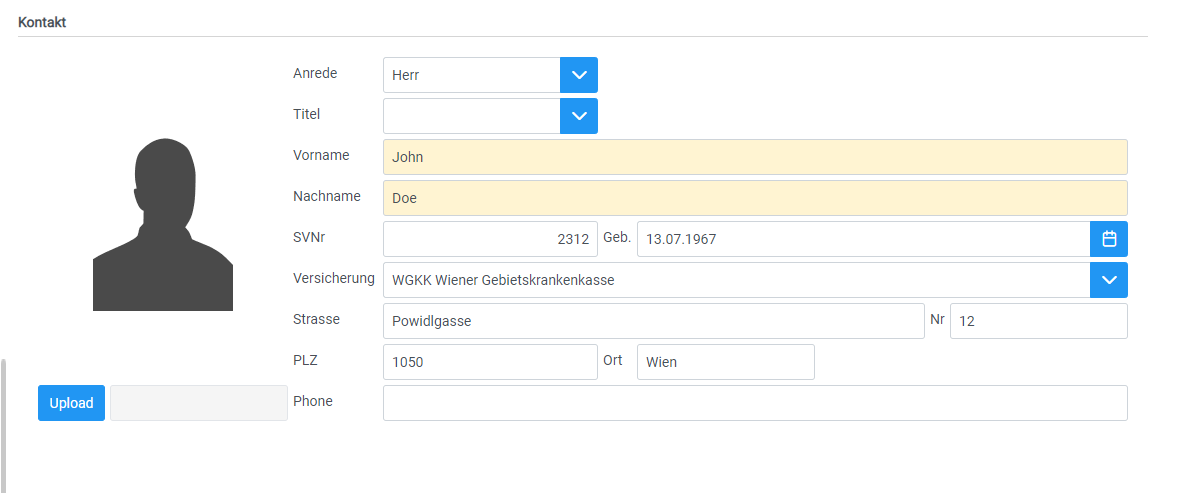 Kontakt
Anrede Herr
Titel
Vorname John
Nachname Doe
SVNr 2312 Geb. 13.07.1967
Versicherung WGKK Wiener Gebietskrankenkasse
Strasse Powidlgasse Nr 12
PLZ 1050 Ort Wien
Upload Phone